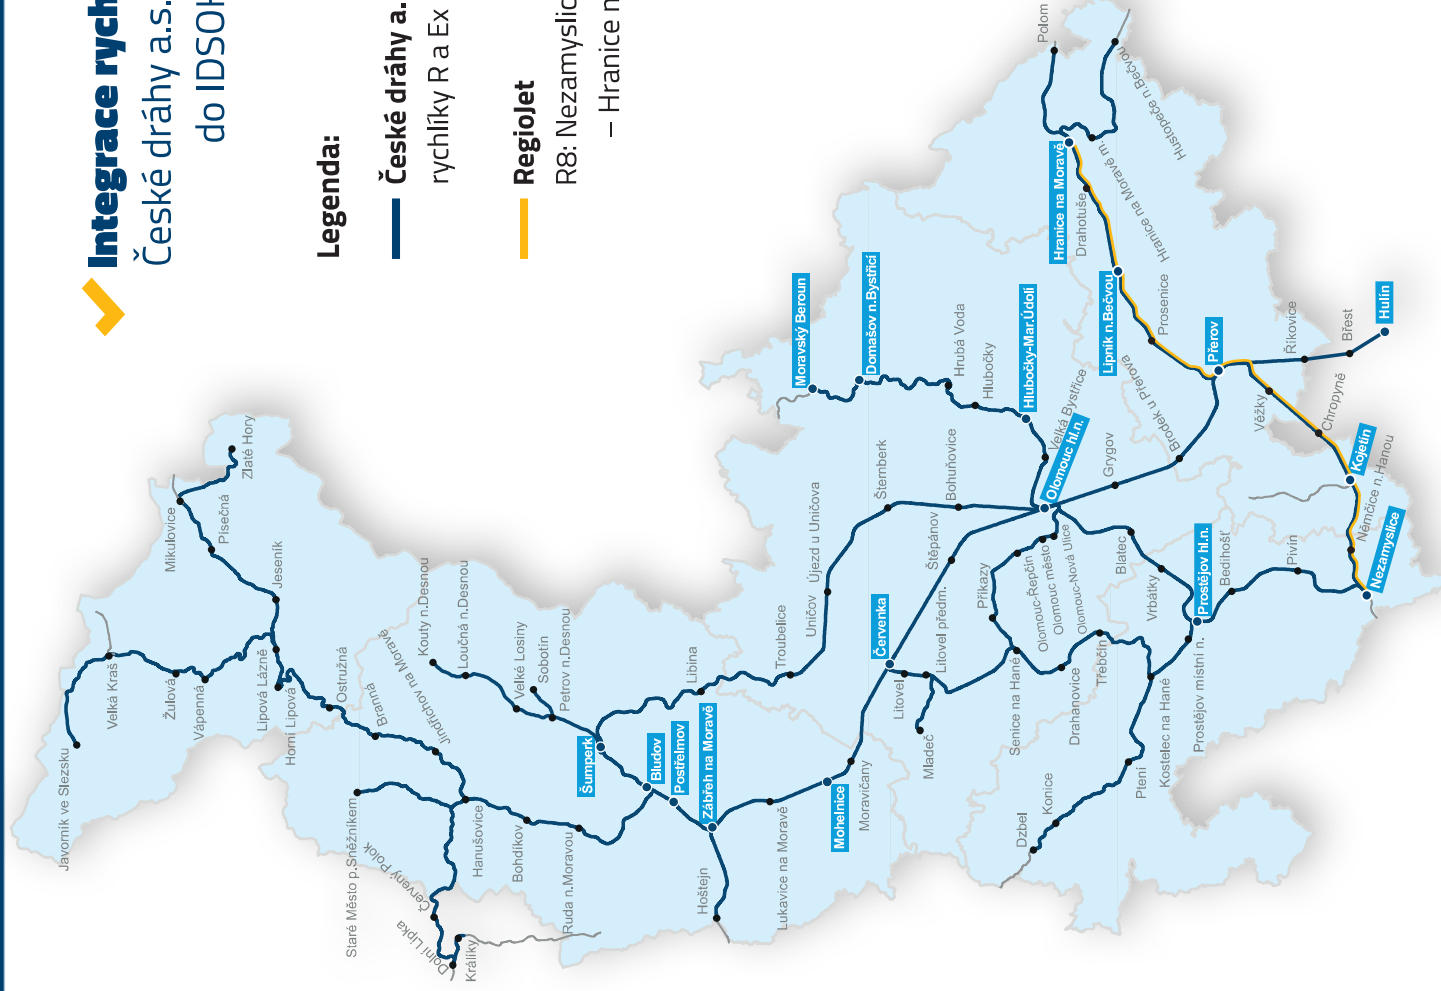 Integrace rych
České dráhy a.s.
do IDSOK
Legenda:
České dráhy a.
rychlíky R a Ex
RegioJet
R8: Nezamyslic
– Hranice n
Javorník ve Slezsku
Velká Kraš
Žulová
Vápenná
Lipová Lázně
Horní Lipová
Mikulovice
Písečná
Zlaté Hory
Jeseník
Ostružná
Branná
Jindřichov na Moravě
Staré Město p.Sněžníkem
Červený Potok
Dolní Lipka
Králíky
Hanušovice
Bohdíkov
Ruda n.Moravou
Kouty n.Desnou
Loučná n.Desnou
Velké Losiny
Sobotín
Petrov n.Desnou
Šumperk
Bludov
Postřelmov
Zábřeh na Moravě
Hoštejn
Lukavice na Moravě
Mohelnice
Moravičany
Libina
Troubelice
Uničov
Újezd u Uničova
Šternberk
Bohuňovice
Štěpánov
Červenka
Litovel
Litovel předm.
Mladeč
Příkazy
Senice na Hané
Olomouc-Řepčín
Olomouc město
Olomouc-Nová Ulice
Drahanovice
Třebčín
Kostelec na Hané
Prostějov místní n.
Prostějov hl.n.
Ptení
Konice
Dzbel
Blatec
Vrbátky
Bedihošť
Pivín
Nezamyslice
Němčice n.Hanou
Kojetín
Chropyně
Věžky
Moravský Beroun
Domašov n.Bystřicí
Hrubá Voda
Hlubočky
Hlubočky-Mar.Údolí
Velká Bystřice
Olomouc hl.n.
Grygov
Brodek u Přerova
Přerov
Říkovice
Břest
Hulín
Prosenice
Lipník n.Bečvou
Drahotuše
Hranice na Moravě
Hranice na Moravě m.
Hustopeče n.Bečvou
Polom